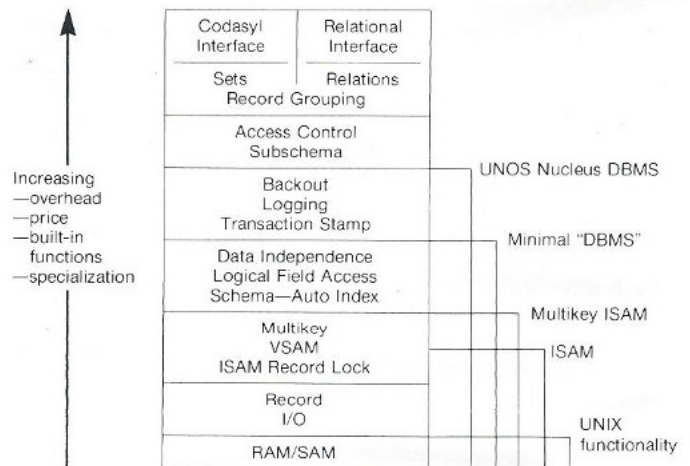 Codasyl
Interface
Relational
Interface
Sets
Relations
Record Grouping
Access Control
Subschema
UNOS Nucleus DBMS
Increasing
—overhead
—price
—built-in
functions
—specialization
Backout
Logging
Transaction Stamp
Minimal "DBMS"
Data Independence
Logical Field Access
Schema—Auto Index
Multikey ISAM
Multikey
VSAM
ISAM Record Lock
ISAM
Record
I/O
UNIX
functionality
RAM/SAM